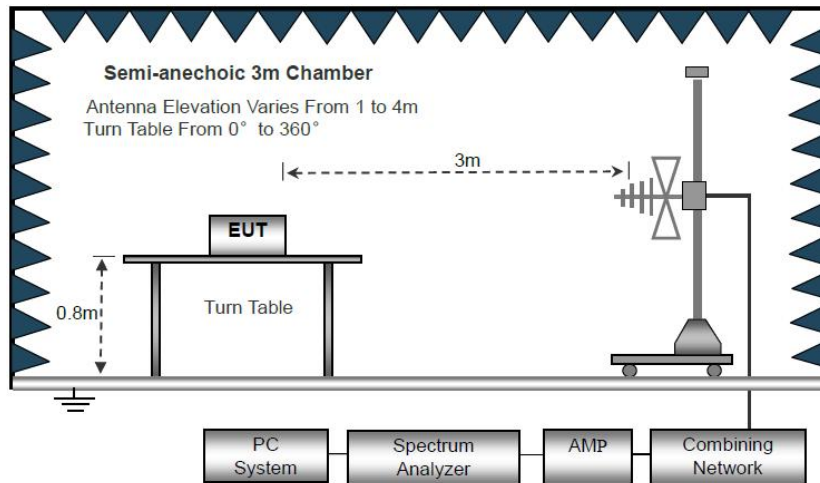 Semi-anechoic 3m Chamber
Antenna Elevation Varies From 1 to 4m
Turn Table From 0° to 360°
3m
EUT
0.8m
Turn Table
PC
System
Spectrum
Analyzer
AMP
Combining
Network